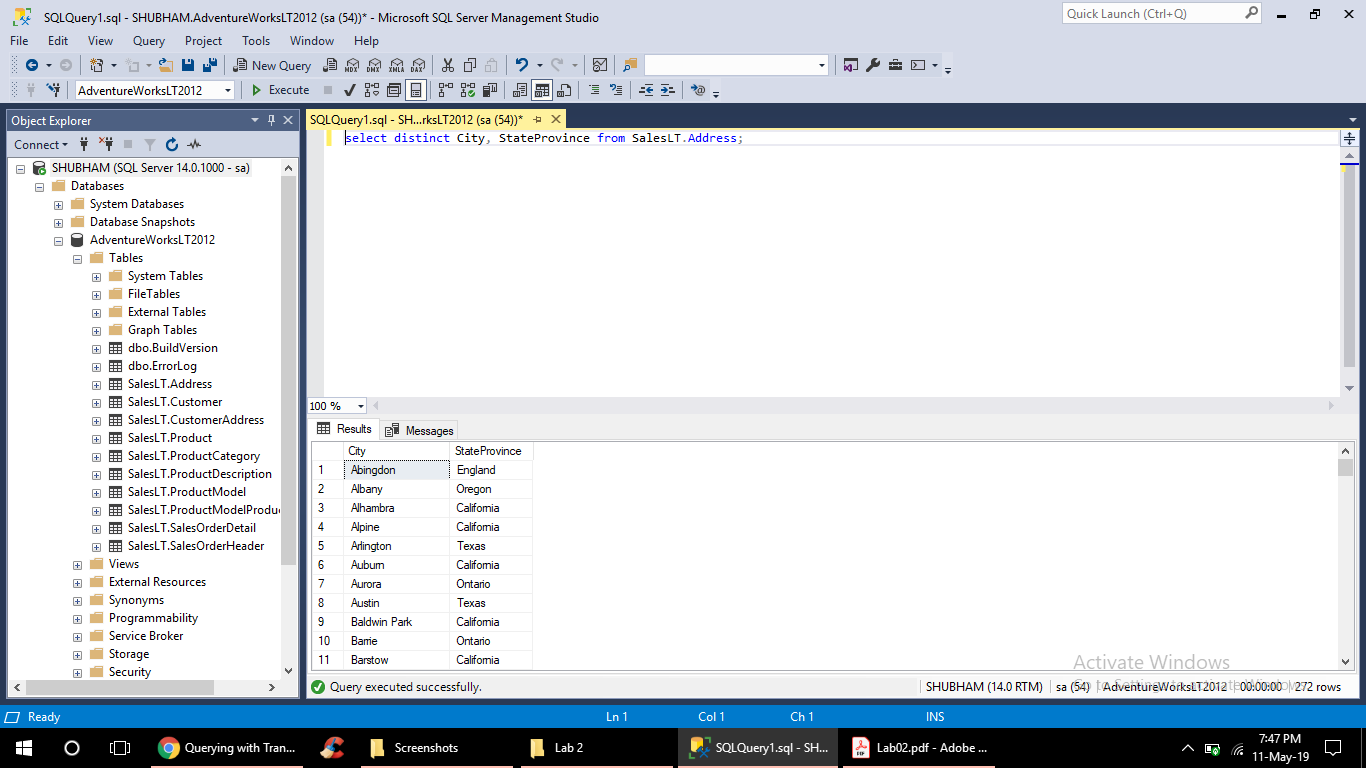 SQLQuery1.sql - SHUBHAM.AdventureWorksLT2012 (sa (54))* - Microsoft SQL Server Management Studio
Quick Launch (Ctrl+Q)
File Edit View Query Project Tools Window Help
New Query
MDX DMX XMLA DAX
AdventureWorksLT2012
Execute
Object Explorer
SQLQuery1.sql - SH...rksLT2012 (sa (54))*
Connect
select distinct City, StateProvince from SalesLT.Address;
SHUBHAM (SQL Server 14.0.1000 - sa)
Databases
System Databases
Database Snapshots
AdventureWorksLT2012
Tables
System Tables
FileTables
External Tables
Graph Tables
dbo.BuildVersion
dbo.ErrorLog
SalesLT.Address
SalesLT.Customer
SalesLT.CustomerAddress
SalesLT.Product
SalesLT.ProductCategory
SalesLT.ProductDescription
SalesLT.ProductModel
SalesLT.ProductModelProdu
SalesLT.SalesOrderDetail
SalesLT.SalesOrderHeader
Views
External Resources
Synonyms
Programmability
Service Broker
Storage
Security
100 %
Results Messages
City StateProvince
1 Abingdon England
2 Albany Oregon
3 Alhambra California
4 Alpine California
5 Arlington Texas
6 Auburn California
7 Aurora Ontario
8 Austin Texas
9 Baldwin Park California
10 Barrie Ontario
11 Barstow California
Activate Windows
Go to Settings to activate Windows.
Query executed successfully.
SHUBHAM (14.0 RTM) sa (54) AdventureWorksLT2012 00:00:00 272 rows
Ready Ln 1 Col 1 Ch 1 INS
Querying with Tran...
Screenshots
Lab 2
SQLQuery1.sql - SH...
Lab02.pdf - Adobe ...
7:47 PM
11-May-19